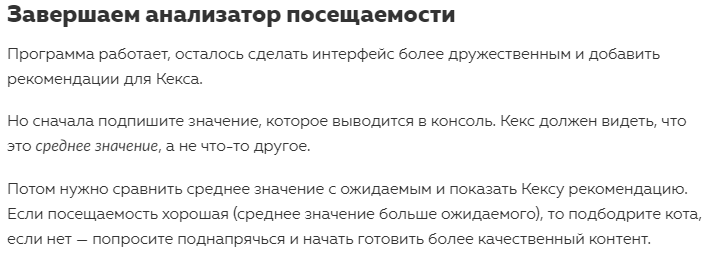 Завершаем анализатор посещаемости
Программа работает, осталось сделать интерфейс более дружественным и добавить
рекомендации для Кекса.
Но сначала подпишите значение, которое выводится в консоль. Кекс должен видеть, что
это среднее значение, а не что-то другое.
Потом нужно сравнить среднее значение с ожидаемым и показать Кексу рекомендацию.
Если посещаемость хорошая (среднее значение больше ожидаемого), то подбодрите кота,
если нет — попросите поднапрячься и начать готовить более качественный контент.